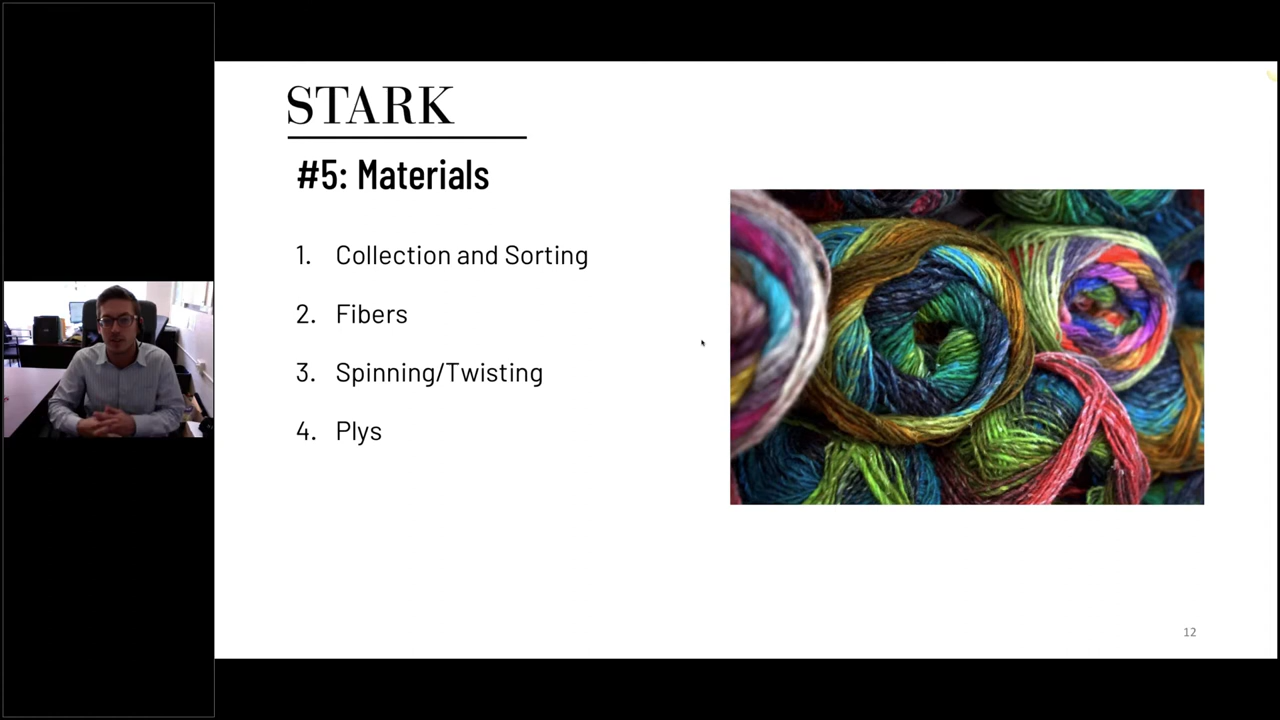 STARK
#5: Materials
1. Collection and Sorting
2. Fibers
3. Spinning/Twisting
4. Plys
12